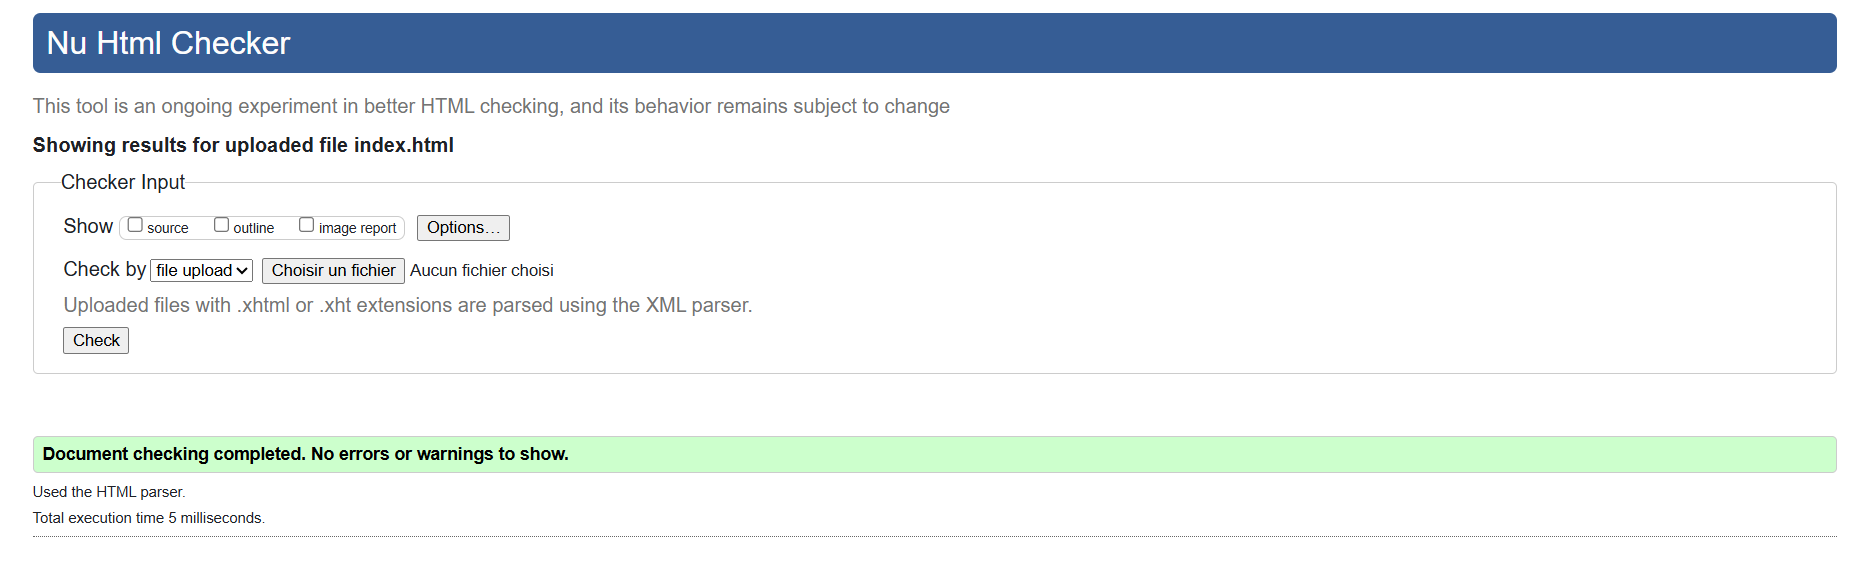 Nu Html Checker
This tool is an ongoing experiment in better HTML checking, and its behavior remains subject to change
Showing results for uploaded file index.html
Checker Input
Show source outline image report Options...
Check by file upload Choisir un fichier Aucun fichier choisi
Uploaded files with .xhtml or .xht extensions are parsed using the XML parser.
Check
Document checking completed. No errors or warnings to show.
Used the HTML parser.
Total execution time 5 milliseconds.